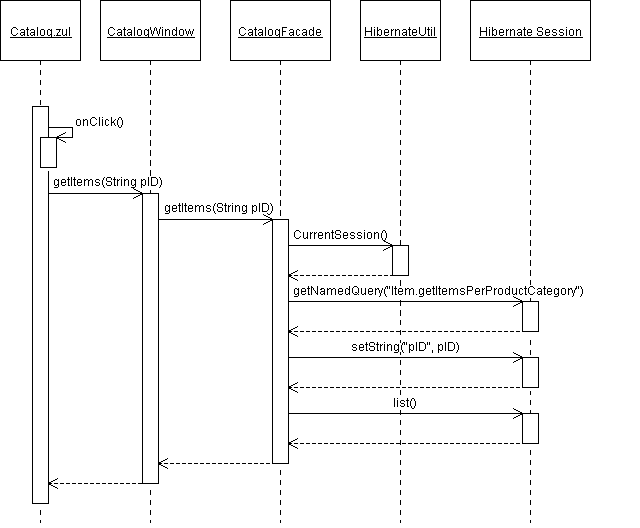 Catalog.zul
CatalogWindow
CatalogFacade
HibernateUtil
Hibernate Session
onClick()
getItems(String pID)
getItems(String pID)
CurrentSession()
getNamedQuery("Item.getItemsPerProductCategory")
setString("pID", pID)
list()